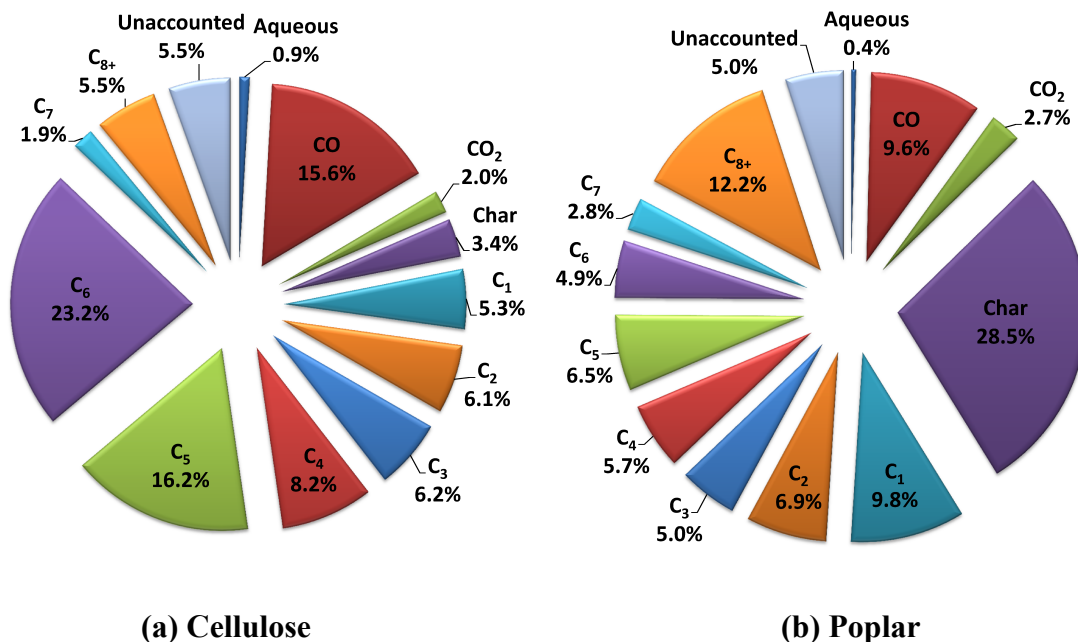 Unaccounted
5.5%
Aqueous
0.9%
CO
15.6%
CO₂
2.0%
Char
3.4%
C₁
5.3%
C₂
6.1%
C₃
6.2%
C₄
8.2%
C₅
16.2%
C₆
23.2%
C₇
1.9%
C₈₊
5.5%
(a) Cellulose
Unaccounted
5.0%
Aqueous
0.4%
CO
9.6%
CO₂
2.7%
Char
28.5%
C₁
9.8%
C₂
6.9%
C₃
5.0%
C₄
5.7%
C₅
6.5%
C₆
4.9%
C₇
2.8%
C₈₊
12.2%
(b) Poplar